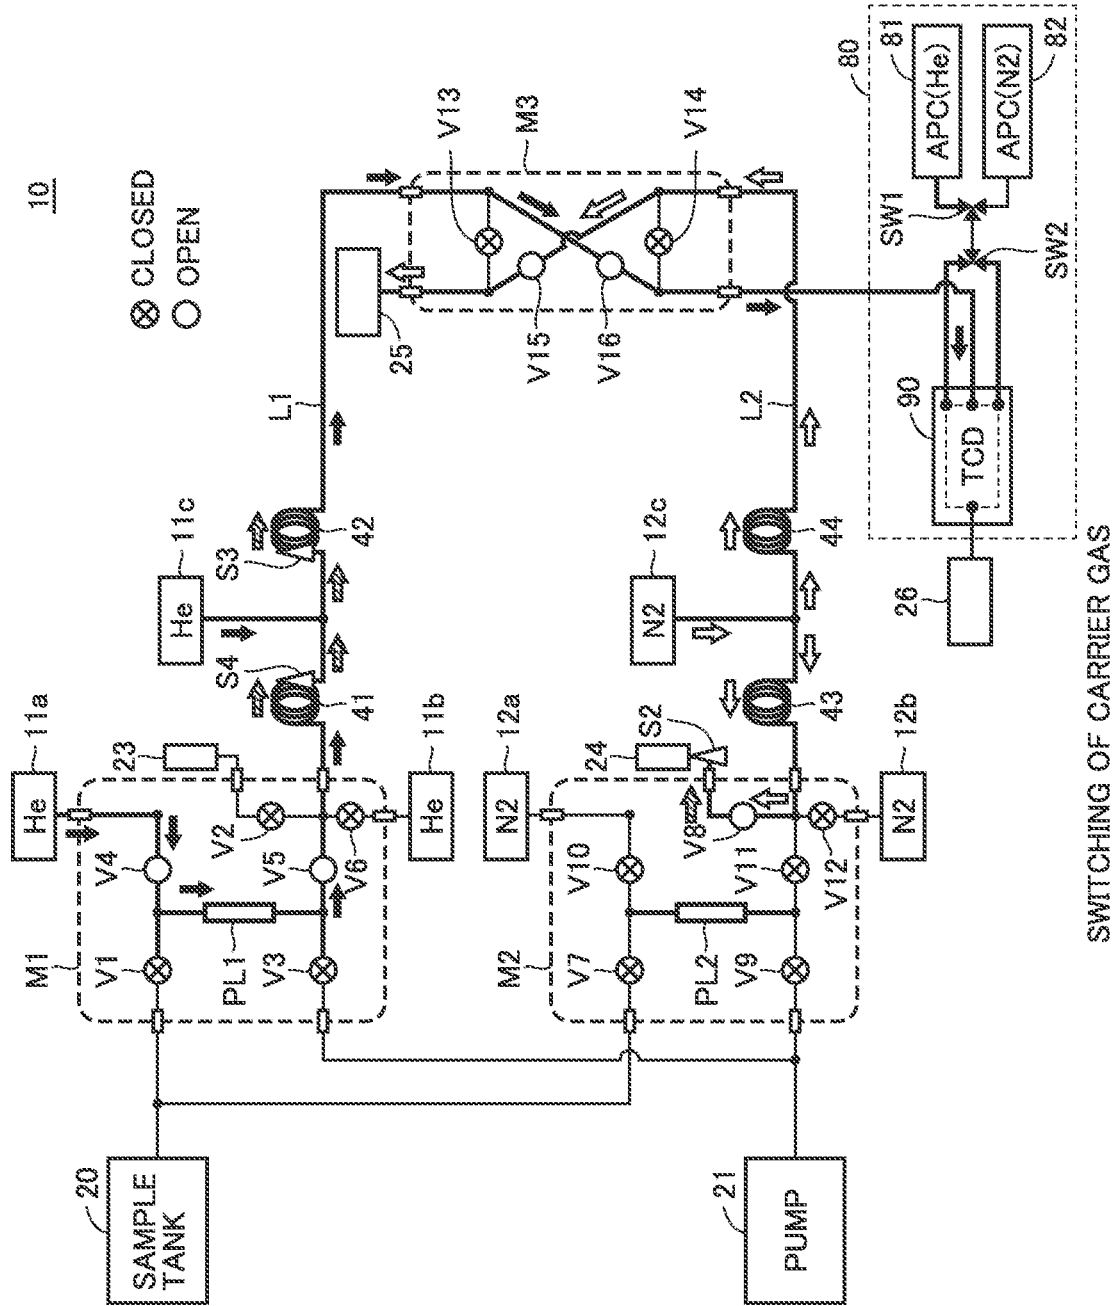 10
CLOSED
OPEN
SAMPLE
TANK
20
PUMP
21
M1
V1
PL1
V3
V4
V2
V5
V6
He
11a
23
He
11b
M2
V7
PL2
V9
V10
V8
V11
V12
N2
12a
24
S2
N2
12b
S4
41
He
11c
S3
42
L1
43
N2
12c
44
L2
25
V15
V16
V13
M3
V14
80
APC(He)
81
APC(N2)
82
SW1
SW2
90
TCD
26
SWITCHING OF CARRIER GAS